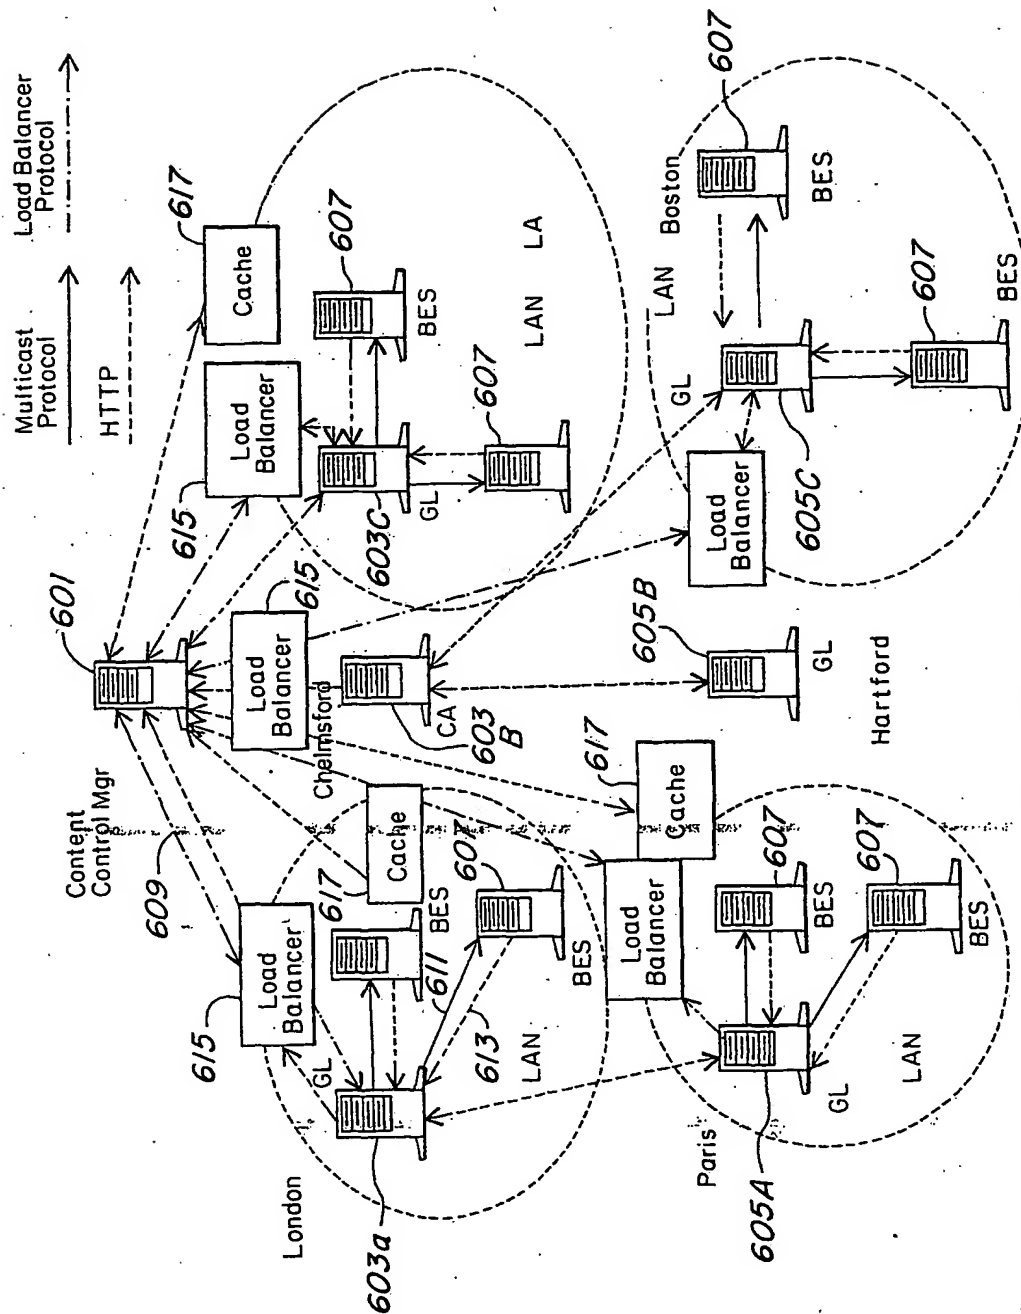 Multicast
Protocol
HTTP
Load Balancer
Protocol
601
Content
Control Mgr
609
615
Load
Balancer
617
Cache
London
603a
GL
611
613
BES
607
BES
LAN
615
Load
Balancer
Chelmsford
603
B
CA
615
Load
Balancer
617
Cache
603C
GL
607
BES
607
LAN
LA
Paris
605A
GL
Load
Balancer
617
Cache
607
BES
607
BES
LAN
605B
GL
Hartford
Load
Balancer
605C
GL
LAN
Boston
607
BES
607
BES